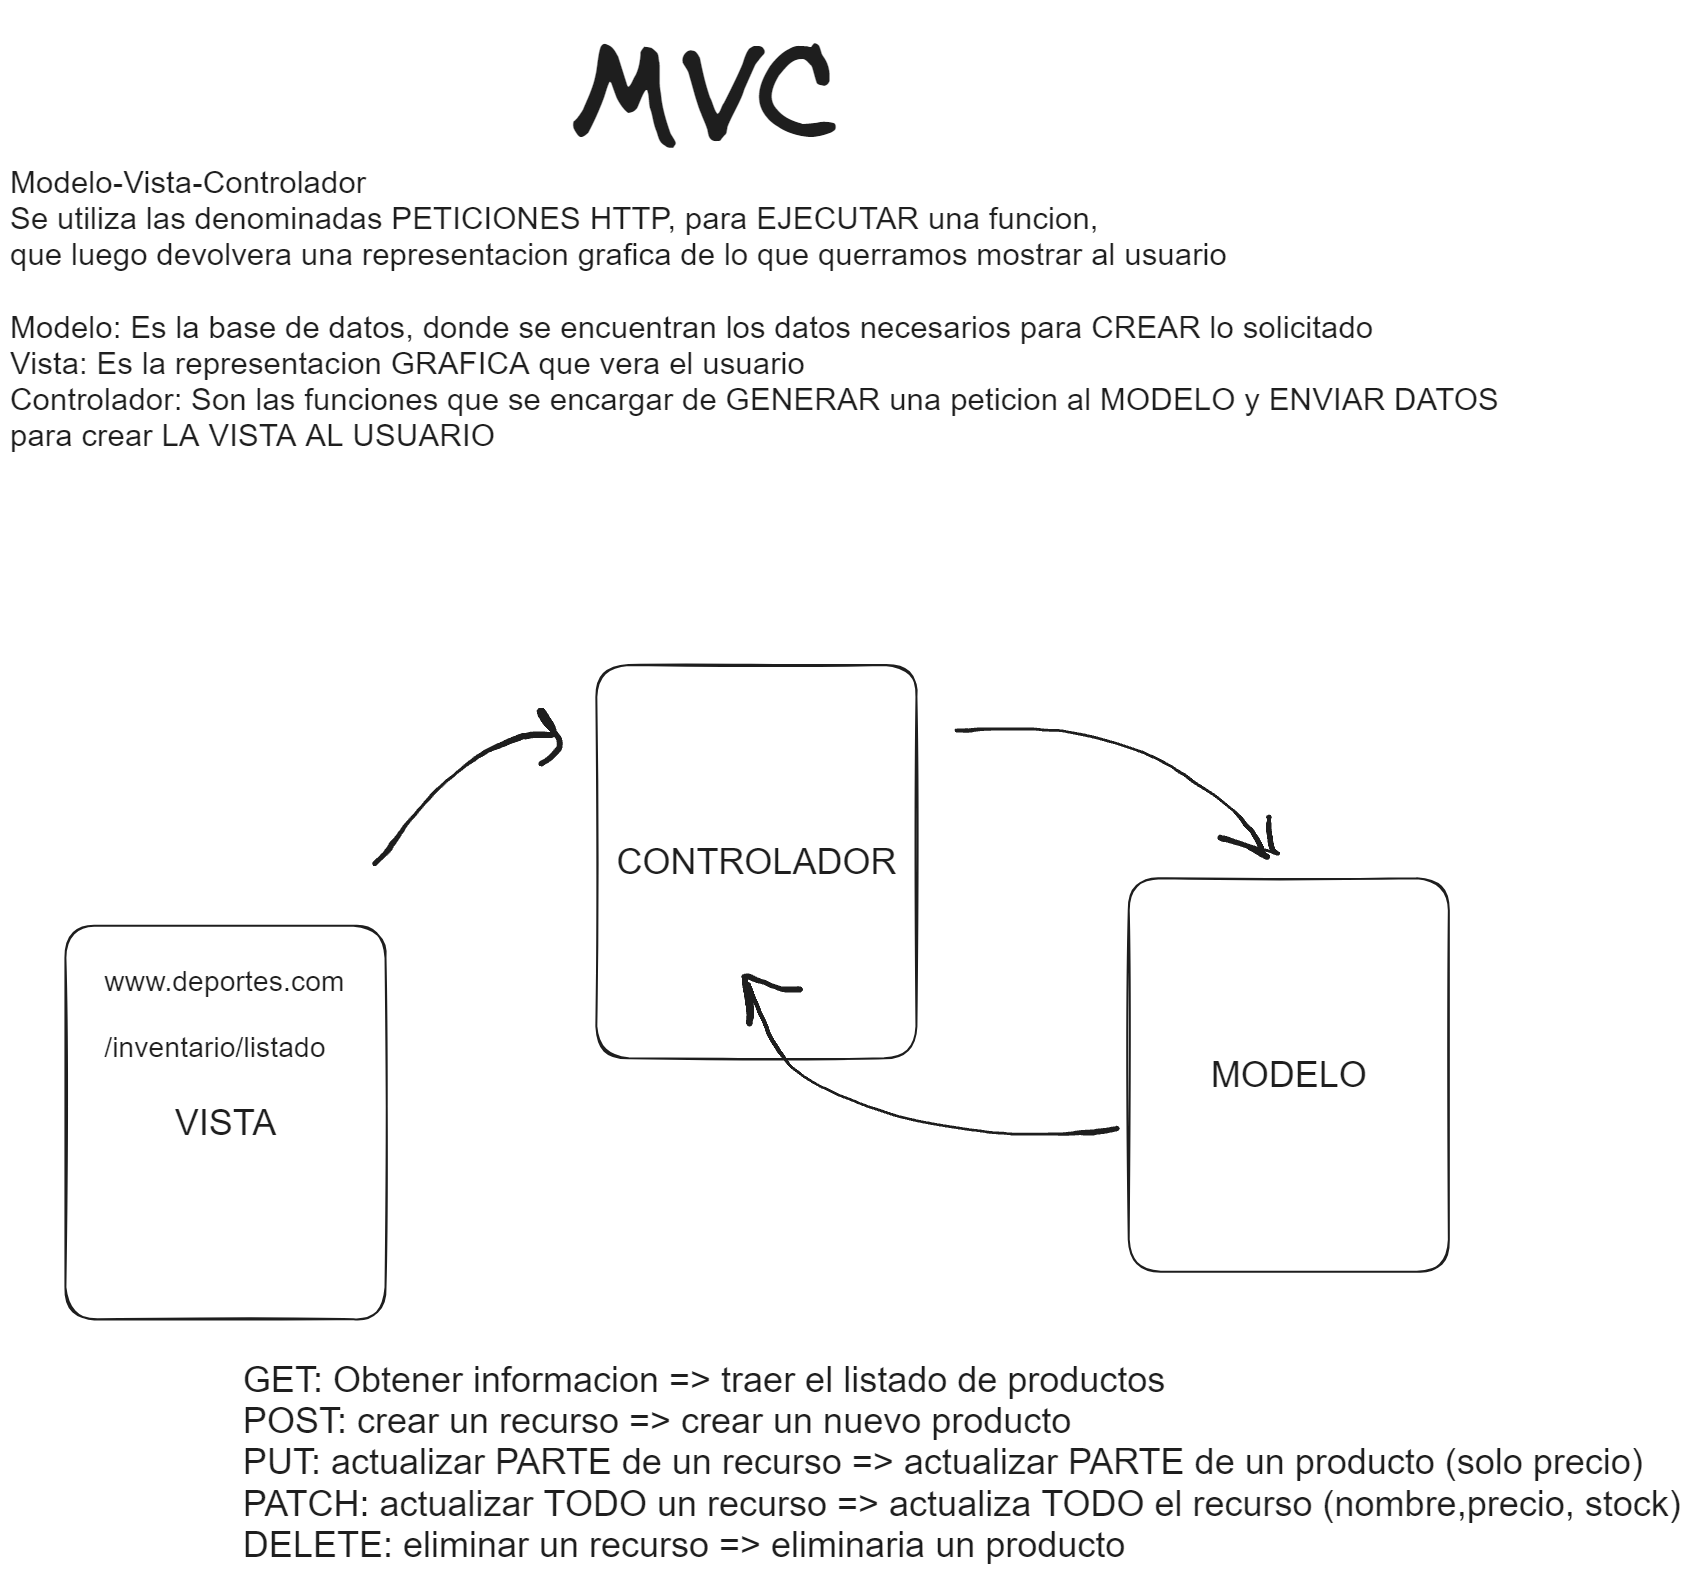 MVC
Modelo-Vista-Controlador
Se utiliza las denominadas PETICIONES HTTP, para EJECUTAR una funcion,
que luego devolvera una representacion grafica de lo que querramos mostrar al usuario
Modelo: Es la base de datos, donde se encuentran los datos necesarios para CREAR lo solicitado
Vista: Es la representacion GRAFICA que vera el usuario
Controlador: Son las funciones que se encargar de GENERAR una peticion al MODELO y ENVIAR DATOS
para crear LA VISTA AL USUARIO
CONTROLADOR
www.deportes.com
/inventario/listado
VISTA
MODELO
GET: Obtener informacion => traer el listado de productos
POST: crear un recurso => crear un nuevo producto
PUT: actualizar PARTE de un recurso => actualizar PARTE de un producto (solo precio)
PATCH: actualizar TODO un recurso => actualiza TODO el recurso (nombre,precio, stock)
DELETE: eliminar un recurso => eliminaria un producto